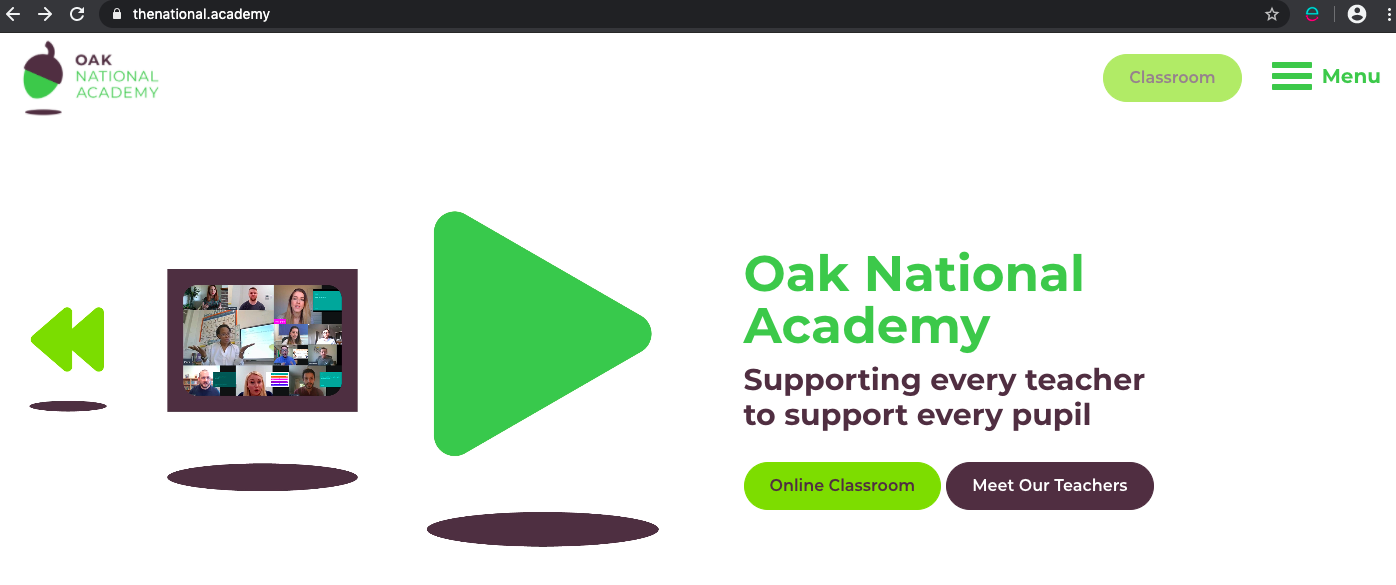 thenational.academy
OAK
NATIONAL
ACADEMY
Classroom
Menu
Oak National
Academy
Supporting every teacher
to support every pupil
Online Classroom
Meet Our Teachers